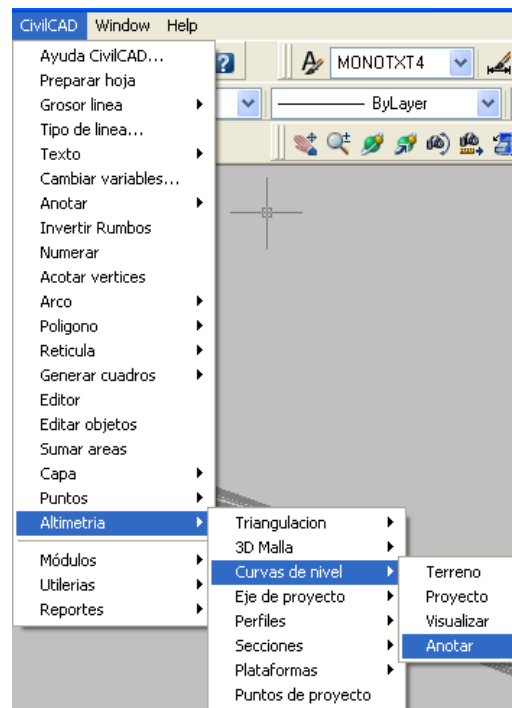 CivilCAD Window Help
Ayuda CivilCAD...
Preparar hoja
Grosor linea
Tipo de linea...
Texto
Cambiar variables...
Anotar
Invertir Rumbos
Numerar
Acotar vertices
Arco
Poligono
Reticula
Generar cuadros
Editor
Editar objetos
Sumar areas
Capa
Puntos
Altimetria
Módulos
Utilerias
Reportes
MONOTXT4
ByLayer
Triangulacion
3D Malla
Curvas de nivel
Eje de proyecto
Perfiles
Secciones
Plataformas
Puntos de proyecto
Terreno
Proyecto
Visualizar
Anotar